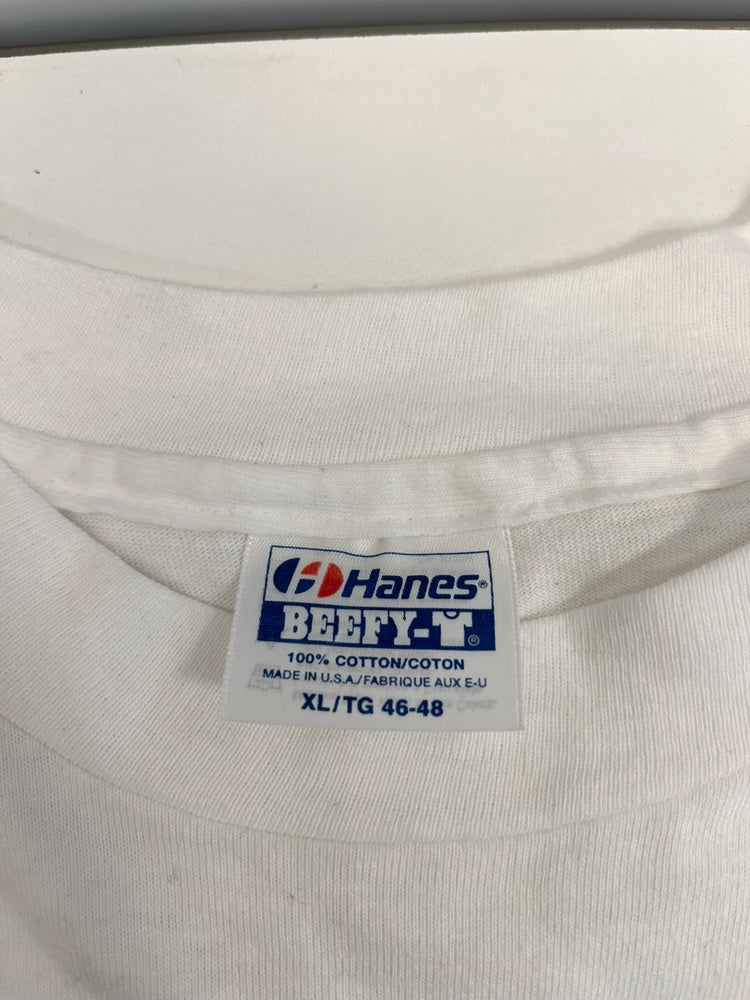 Hanes®
BEEFY-T®
100% COTTON/COTON
MADE IN U.S.A./FABRIQUE AUX E-U
XL/TG 46-48